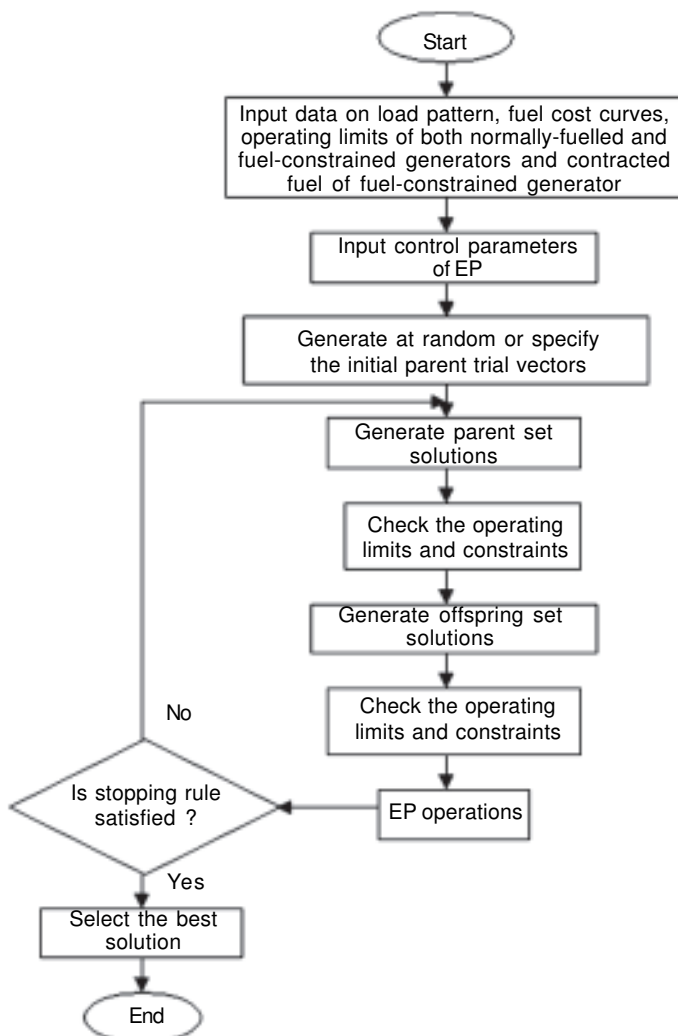 Start
Input data on load pattern, fuel cost curves,
operating limits of both normally-fuelled and
fuel-constrained generators and contracted
fuel of fuel-constrained generator
Input control parameters
of EP
Generate at random or specify
the initial parent trial vectors
Generate parent set
solutions
Check the operating
limits and constraints
Generate offspring set
solutions
Check the operating
limits and constraints
EP operations
Is stopping rule
satisfied ?
No
Yes
Select the best
solution
End